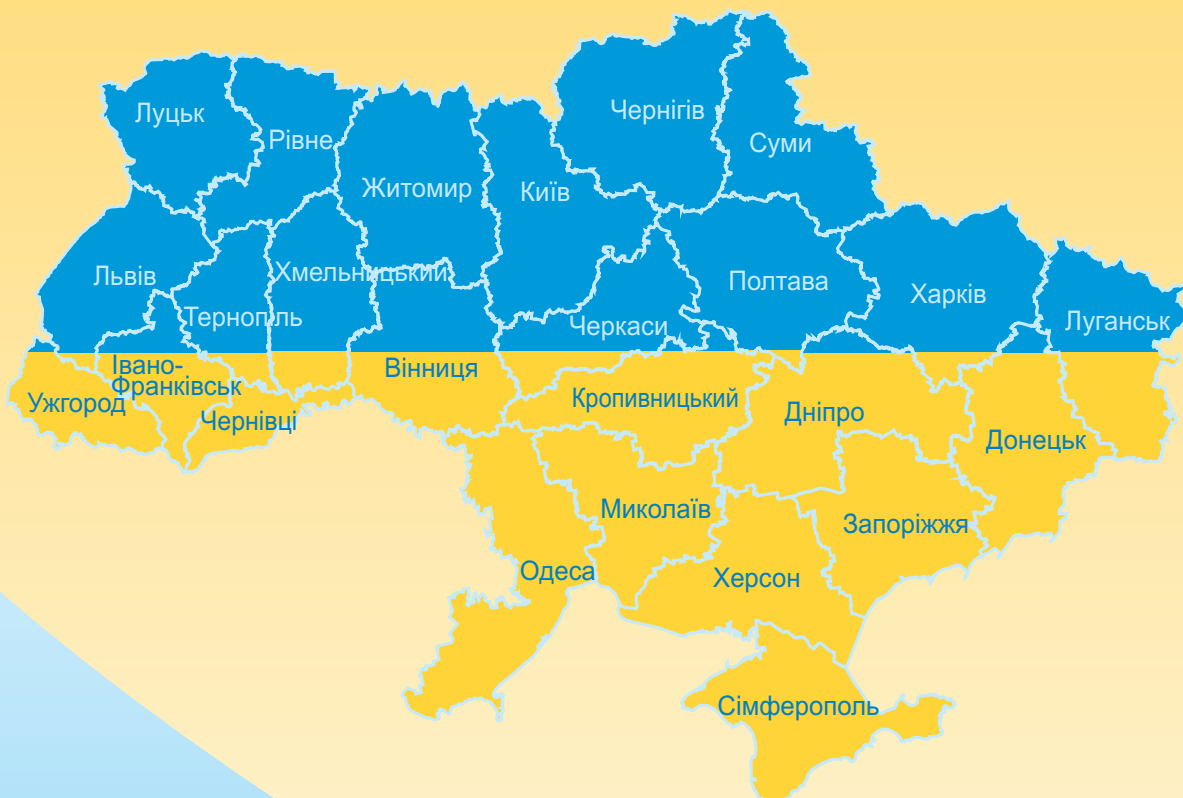 Чернігів
Луцьк
Рівне
Суми
Житомир
Київ
Львів
Хмельницький
Полтава
Харків
Тернопіль
Черкаси
Луганськ
Івано-
Франківськ
Вінниця
Ужгород
Чернівці
Кропивницький
Дніпро
Донецьк
Миколаїв
Запоріжжя
Одеса
Херсон
Сімферополь